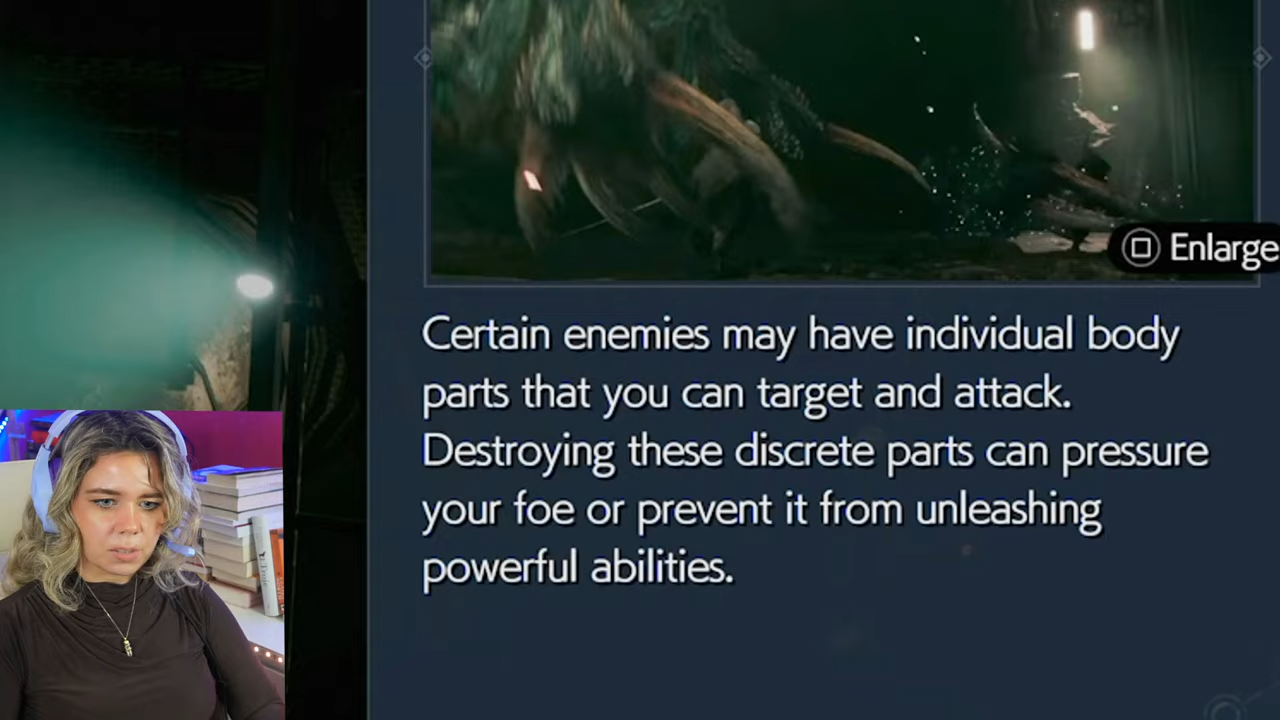 Enlarge
Certain enemies may have individual body
parts that you can target and attack.
Destroying these discrete parts can pressure
your foe or prevent it from unleashing
powerful abilities.